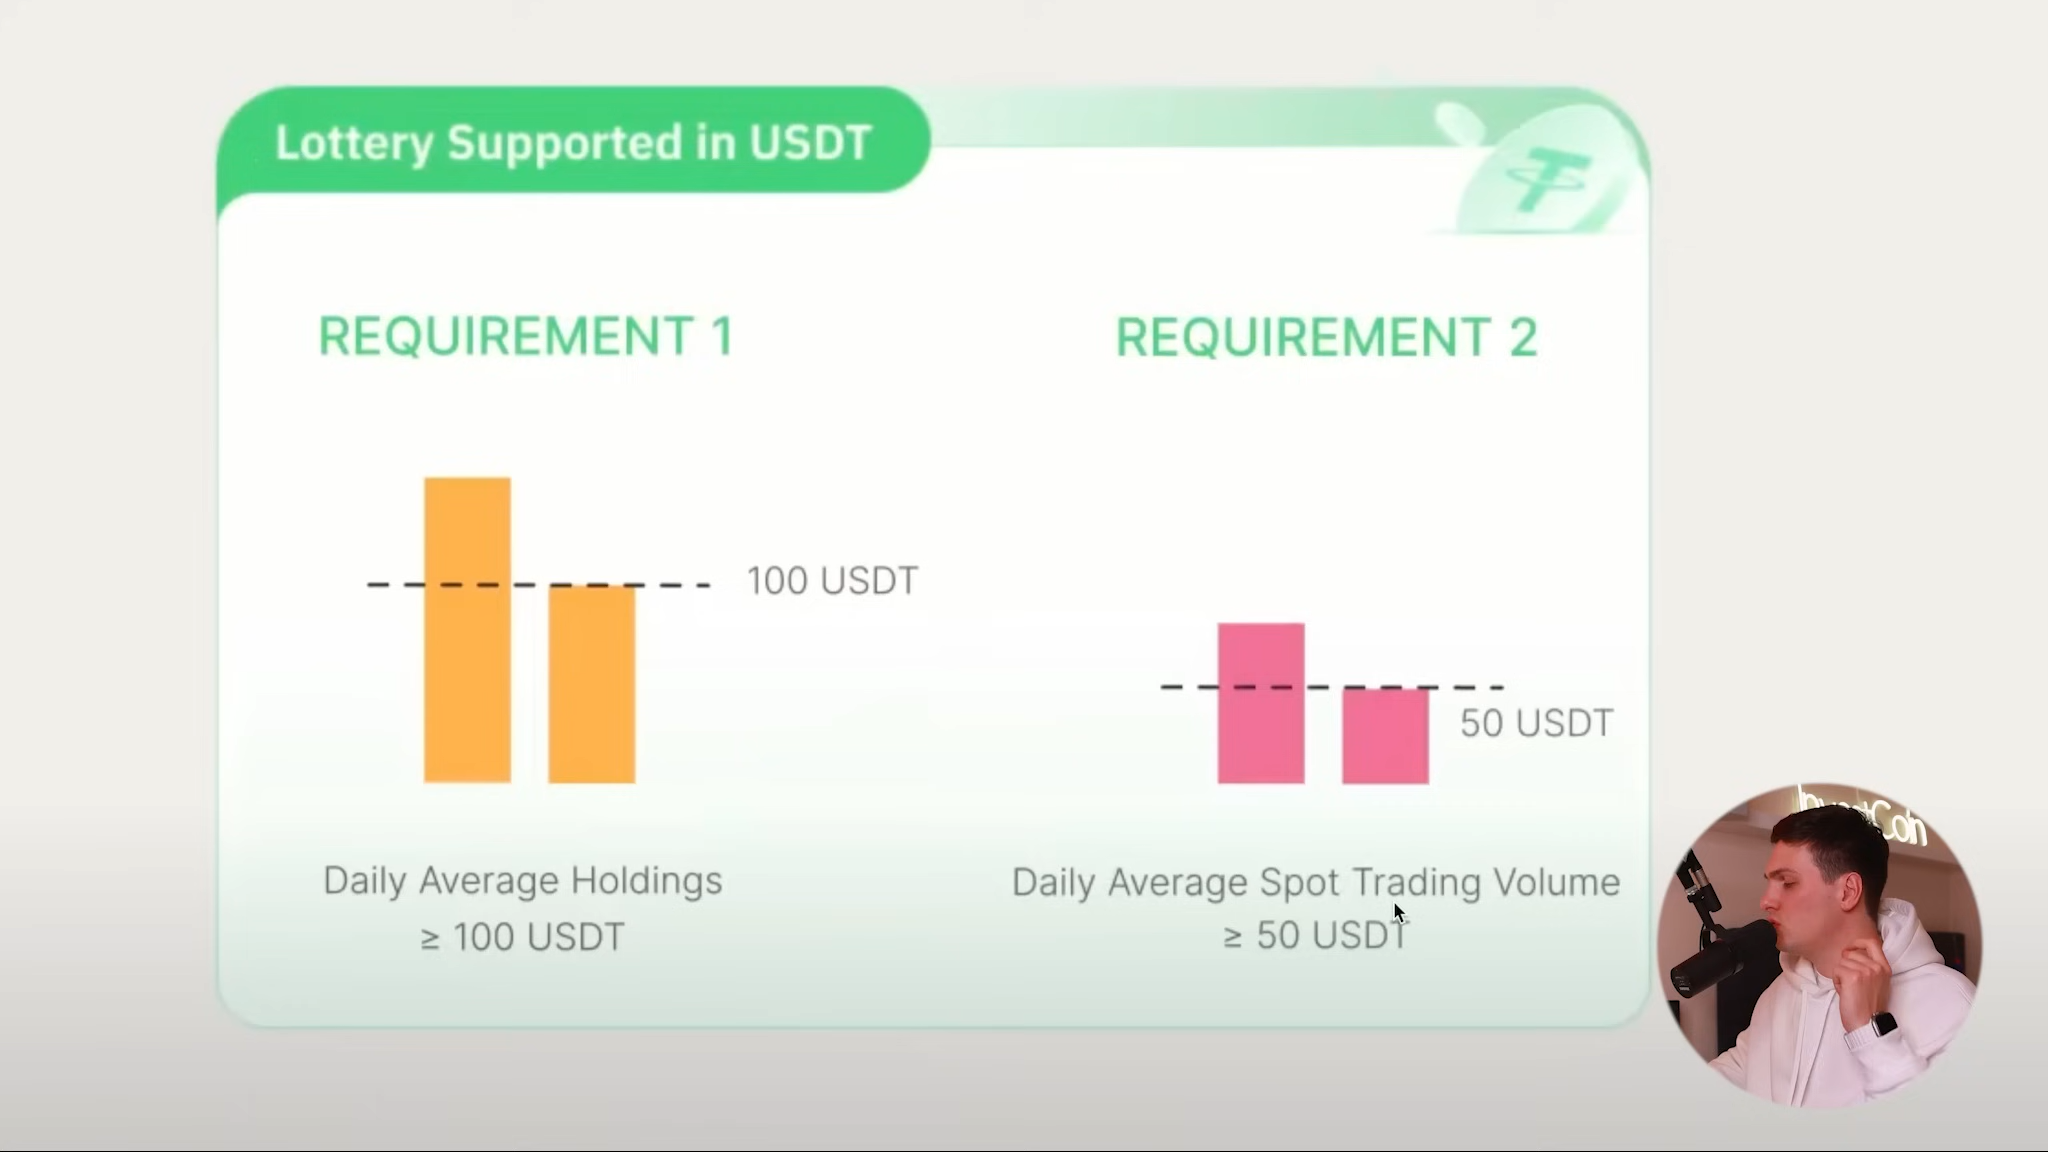 Lottery Supported in USDT
REQUIREMENT 1
REQUIREMENT 2
100 USDT
50 USDT
Daily Average Holdings
≥ 100 USDT
Daily Average Spot Trading Volume
≥ 50 USDT